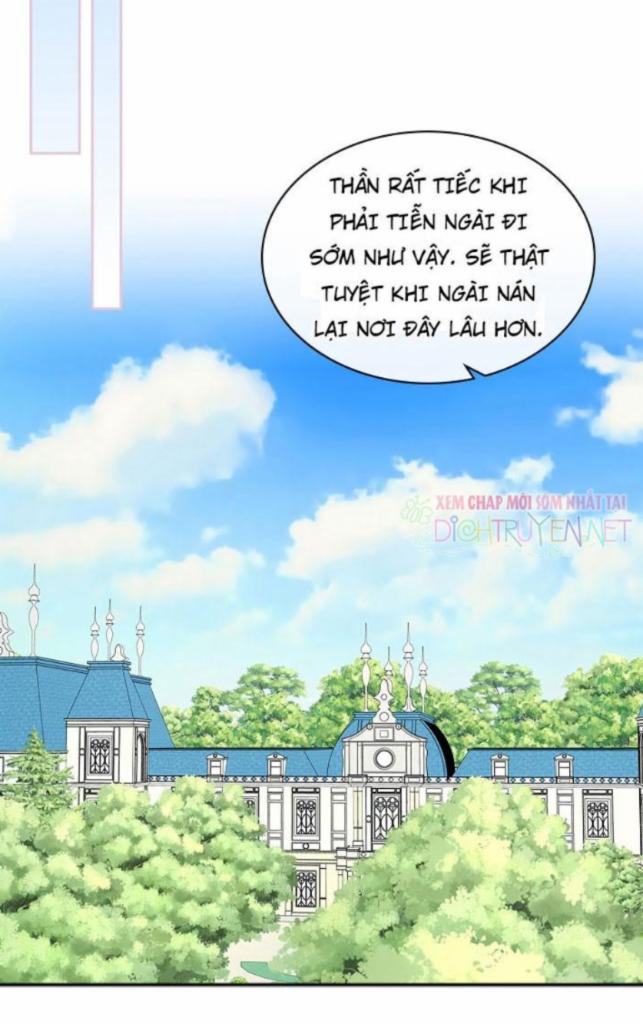 THẦN RẤT TIẾC KHI
PHẢI TIỄN NGÀI ĐI
SỚM NHƯ VẬY. SẼ THẬT
TUYỆT KHI NGÀI NÁN
LẠI NƠI ĐÂY LÂU HƠN.
XEM CHAP MỚI SỚM NHẤT TẠI
DICHTRUYEN.NET